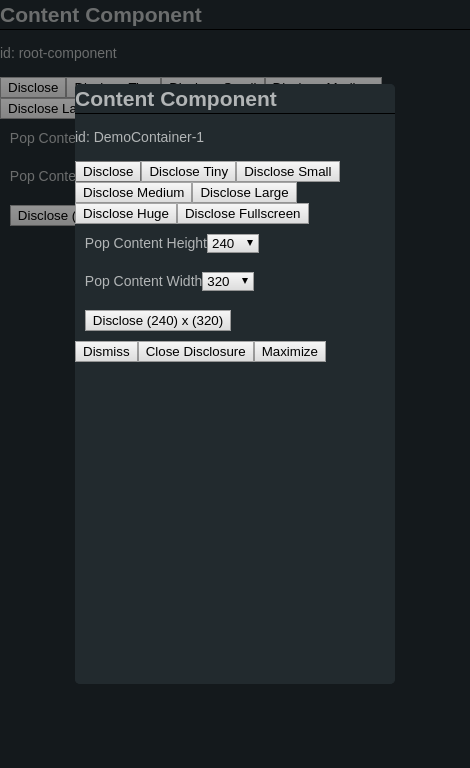 Content Component
id: root-component
Disclose
Disclose La
Pop Conte
Pop Conte
Disclose (
Content Component
id: DemoContainer-1
Disclose Disclose Tiny Disclose Small
Disclose Medium Disclose Large
Disclose Huge Disclose Fullscreen
Pop Content Height 240
Pop Content Width 320
Disclose (240) x (320)
Dismiss Close Disclosure Maximize